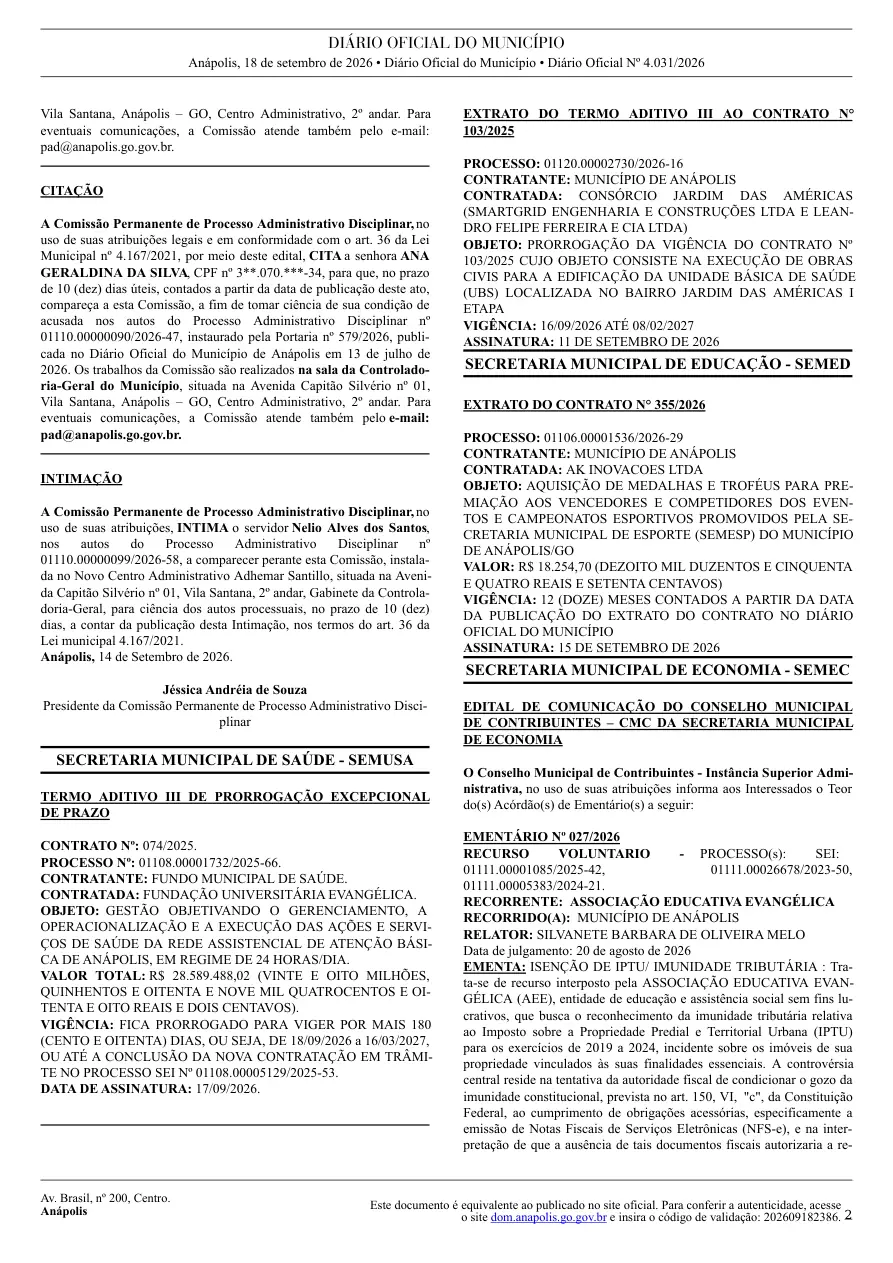 DIÁRIO OFICIAL DO MUNICÍPIO
Anápolis, 18 de setembro de 2026 • Diário Oficial do Município • Diário Oficial Nº 4.031/2026
Vila Santana, Anápolis – GO, Centro Administrativo, 2º andar. Para
eventuais comunicações, a Comissão atende também pelo e-mail:
pad@anapolis.go.gov.br.
CITAÇÃO
A Comissão Permanente de Processo Administrativo Disciplinar, no
uso de suas atribuições legais e em conformidade com o art. 36 da Lei
Municipal nº 4.167/2021, por meio deste edital, CITA a senhora ANA
GERALDINA DA SILVA, CPF nº 3**.070.***-34, para que, no prazo
de 10 (dez) dias úteis, contados a partir da data de publicação deste ato,
compareça a esta Comissão, a fim de tomar ciência de sua condição de
acusada nos autos do Processo Administrativo Disciplinar nº
01110.00000090/2026-47, instaurado pela Portaria nº 579/2026, publi-
cada no Diário Oficial do Município de Anápolis em 13 de julho de
2026. Os trabalhos da Comissão são realizados na sala da Controlado-
ria-Geral do Município, situada na Avenida Capitão Silvério nº 01,
Vila Santana, Anápolis – GO, Centro Administrativo, 2º andar. Para
eventuais comunicações, a Comissão atende também pelo e-mail:
pad@anapolis.go.gov.br.
INTIMAÇÃO
A Comissão Permanente de Processo Administrativo Disciplinar, no
uso de suas atribuições, INTIMA o servidor Nelio Alves dos Santos,
nos autos do Processo Administrativo Disciplinar nº
01110.00000099/2026-58, a comparecer perante esta Comissão, instala-
da no Novo Centro Administrativo Adhemar Santillo, situada na Aveni-
da Capitão Silvério nº 01, Vila Santana, 2º andar, Gabinete da Controla-
doria-Geral, para ciência dos autos processuais, no prazo de 10 (dez)
dias, a contar da publicação desta Intimação, nos termos do art. 36 da
Lei municipal 4.167/2021.
Anápolis, 14 de Setembro de 2026.
Jéssica Andréia de Souza
Presidente da Comissão Permanente de Processo Administrativo Disci-
plinar
SECRETARIA MUNICIPAL DE SAÚDE - SEMUSA
TERMO ADITIVO III DE PRORROGAÇÃO EXCEPCIONAL
DE PRAZO
CONTRATO Nº: 074/2025.
PROCESSO Nº: 01108.00001732/2025-66.
CONTRATANTE: FUNDO MUNICIPAL DE SAÚDE.
CONTRATADA: FUNDAÇÃO UNIVERSITÁRIA EVANGÉLICA.
OBJETO: GESTÃO OBJETIVANDO O GERENCIAMENTO, A
OPERACIONALIZAÇÃO E A EXECUÇÃO DAS AÇÕES E SERVI-
ÇOS DE SAÚDE DA REDE ASSISTENCIAL DE ATENÇÃO BÁSI-
CA DE ANÁPOLIS, EM REGIME DE 24 HORAS/DIA.
VALOR TOTAL: R$ 28.589.488,02 (VINTE E OITO MILHÕES,
QUINHENTOS E OITENTA E NOVE MIL QUATROCENTOS E OI-
TENTA E OITO REAIS E DOIS CENTAVOS).
VIGÊNCIA: FICA PRORROGADO PARA VIGER POR MAIS 180
(CENTO E OITENTA) DIAS, OU SEJA, DE 18/09/2026 a 16/03/2027,
OU ATÉ A CONCLUSÃO DA NOVA CONTRATAÇÃO EM TRÂMI-
TE NO PROCESSO SEI Nº 01108.00005129/2025-53.
DATA DE ASSINATURA: 17/09/2026.
EXTRATO DO TERMO ADITIVO III AO CONTRATO N°
103/2025
PROCESSO: 01120.00002730/2026-16
CONTRATANTE: MUNICÍPIO DE ANÁPOLIS
CONTRATADA: CONSÓRCIO JARDIM DAS AMÉRICAS
(SMARTGRID ENGENHARIA E CONSTRUÇÕES LTDA E LEAN-
DRO FELIPE FERREIRA E CIA LTDA)
OBJETO: PRORROGAÇÃO DA VIGÊNCIA DO CONTRATO Nº
103/2025 CUJO OBJETO CONSISTE NA EXECUÇÃO DE OBRAS
CIVIS PARA A EDIFICAÇÃO DA UNIDADE BÁSICA DE SAÚDE
(UBS) LOCALIZADA NO BAIRRO JARDIM DAS AMÉRICAS I
ETAPA
VIGÊNCIA: 16/09/2026 ATÉ 08/02/2027
ASSINATURA: 11 DE SETEMBRO DE 2026
SECRETARIA MUNICIPAL DE EDUCAÇÃO - SEMED
EXTRATO DO CONTRATO N° 355/2026
PROCESSO: 01106.00001536/2026-29
CONTRATANTE: MUNICÍPIO DE ANÁPOLIS
CONTRATADA: AK INOVACOES LTDA
OBJETO: AQUISIÇÃO DE MEDALHAS E TROFÉUS PARA PRE-
MIAÇÃO AOS VENCEDORES E COMPETIDORES DOS EVEN-
TOS E CAMPEONATOS ESPORTIVOS PROMOVIDOS PELA SE-
CRETARIA MUNICIPAL DE ESPORTE (SEMESP) DO MUNICÍPIO
DE ANÁPOLIS/GO
VALOR: R$ 18.254,70 (DEZOITO MIL DUZENTOS E CINQUENTA
E QUATRO REAIS E SETENTA CENTAVOS)
VIGÊNCIA: 12 (DOZE) MESES CONTADOS A PARTIR DA DATA
DA PUBLICAÇÃO DO EXTRATO DO CONTRATO NO DIÁRIO
OFICIAL DO MUNICÍPIO
ASSINATURA: 15 DE SETEMBRO DE 2026
SECRETARIA MUNICIPAL DE ECONOMIA - SEMEC
EDITAL DE COMUNICAÇÃO DO CONSELHO MUNICIPAL
DE CONTRIBUINTES – CMC DA SECRETARIA MUNICIPAL
DE ECONOMIA
O Conselho Municipal de Contribuintes - Instância Superior Admi-
nistrativa, no uso de suas atribuições informa aos Interessados o Teor
do(s) Acórdão(s) de Ementário(s) a seguir:
EMENTÁRIO Nº 027/2026
RECURSO VOLUNTARIO - PROCESSO(s): SEI:
01111.00001085/2025-42, 01111.00026678/2023-50,
01111.00005383/2024-21.
RECORRENTE: ASSOCIAÇÃO EDUCATIVA EVANGÉLICA
RECORRIDO(A): MUNICÍPIO DE ANÁPOLIS
RELATOR: SILVANETE BARBARA DE OLIVEIRA MELO
Data de julgamento: 20 de agosto de 2026
EMENTA: ISENÇÃO DE IPTU/ IMUNIDADE TRIBUTÁRIA : Tra-
ta-se de recurso interposto pela ASSOCIAÇÃO EDUCATIVA EVAN-
GÉLICA (AEE), entidade de educação e assistência social sem fins lu-
crativos, que busca o reconhecimento da imunidade tributária relativa
ao Imposto sobre a Propriedade Predial e Territorial Urbana (IPTU)
para os exercícios de 2019 a 2024, incidente sobre os imóveis de sua
propriedade vinculados às suas finalidades essenciais. A controvérsia
central reside na tentativa da autoridade fiscal de condicionar o gozo da
imunidade constitucional, prevista no art. 150, VI, "c", da Constituição
Federal, ao cumprimento de obrigações acessórias, especificamente a
emissão de Notas Fiscais de Serviços Eletrônicas (NFS-e), e na inter-
pretação de que a ausência de tais documentos fiscais autorizaria a re-
Av. Brasil, nº 200, Centro.
Anápolis
Este documento é equivalente ao publicado no site oficial. Para conferir a autenticidade, acesse
o site dom.anapolis.go.gov.br e insira o código de validação: 202609182386. 2